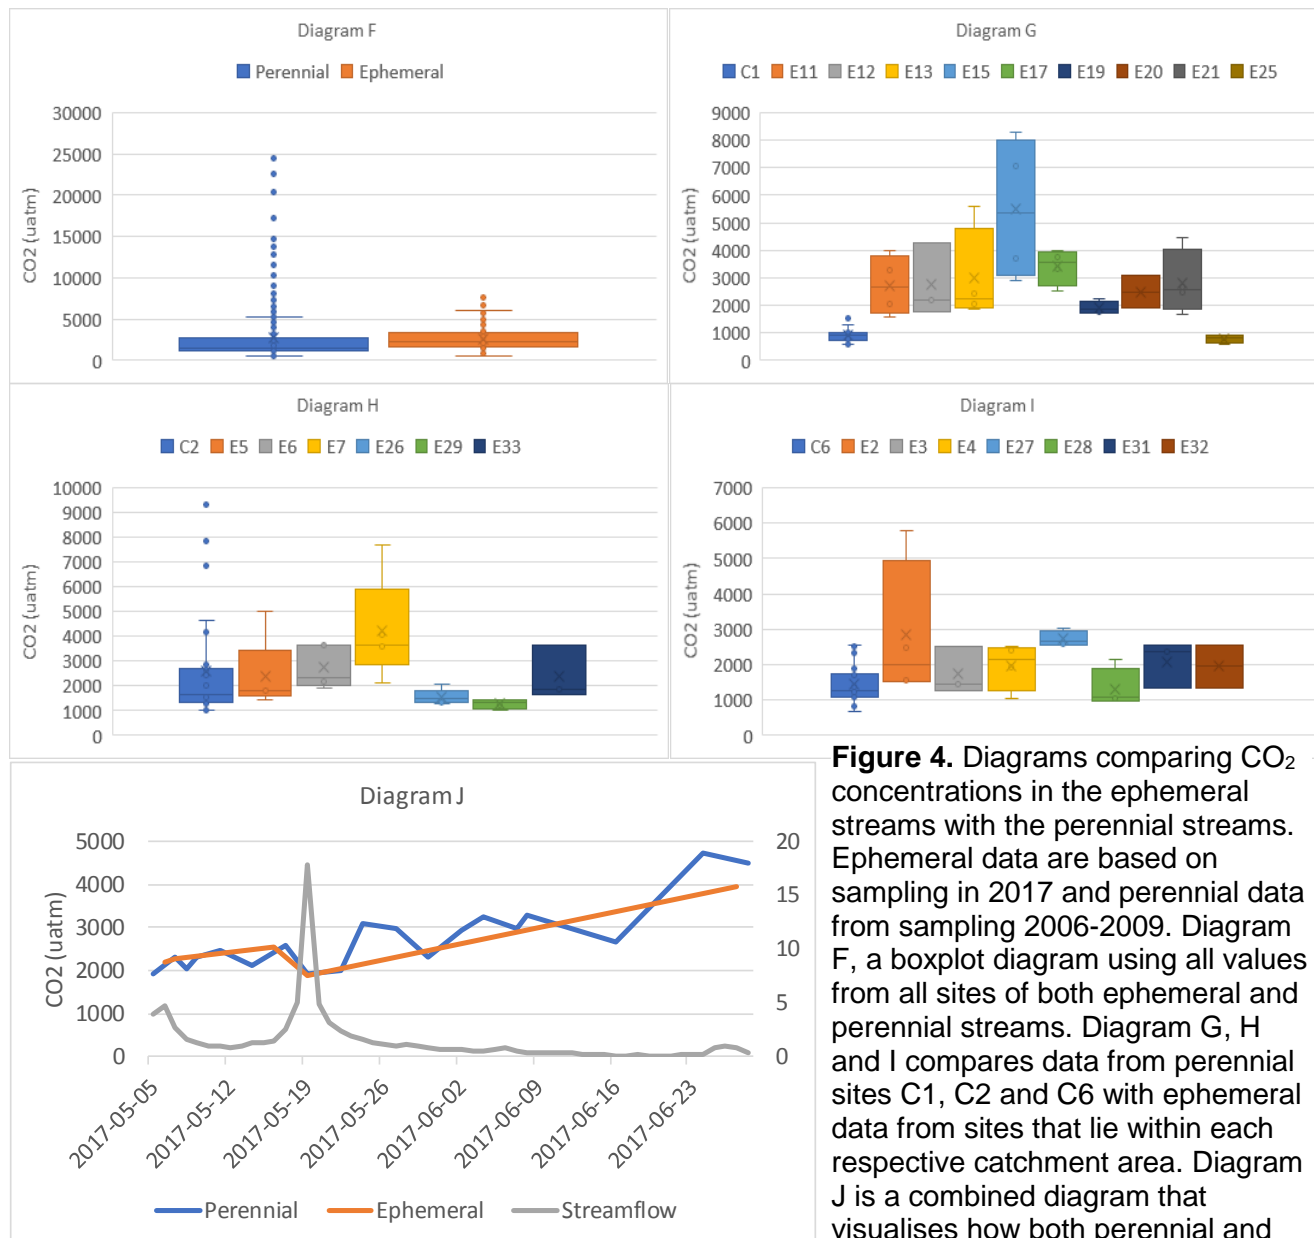 Diagram F
Perennial Ephemeral
30000
25000
20000
15000
10000
5000
0
CO2 (uatm)
Diagram G
C1 E11 E12 E13 E15 E17 E19 E20 E21 E25
9000
8000
7000
6000
5000
4000
3000
2000
1000
0
CO2 (uatm)
Diagram H
C2 E5 E6 E7 E26 E29 E33
10000
9000
8000
7000
6000
5000
4000
3000
2000
1000
0
CO2 (uatm)
Diagram I
C6 E2 E3 E4 E27 E28 E31 E32
7000
6000
5000
4000
3000
2000
1000
0
CO2 (uatm)
Diagram J
5000
4000
3000
2000
1000
0
CO2 (uatm)
20
15
10
5
0
2017-05-05
2017-05-12
2017-05-19
2017-05-26
2017-06-02
2017-06-09
2017-06-16
2017-06-23
Perennial Ephemeral Streamflow
Figure 4. Diagrams comparing CO₂
concentrations in the ephemeral
streams with the perennial streams.
Ephemeral data are based on
sampling in 2017 and perennial data
from sampling 2006-2009. Diagram
F, a boxplot diagram using all values
from all sites of both ephemeral and
perennial streams. Diagram G, H
and I compares data from perennial
sites C1, C2 and C6 with ephemeral
data from sites that lie within each
respective catchment area. Diagram
J is a combined diagram that
visualises how both perennial and